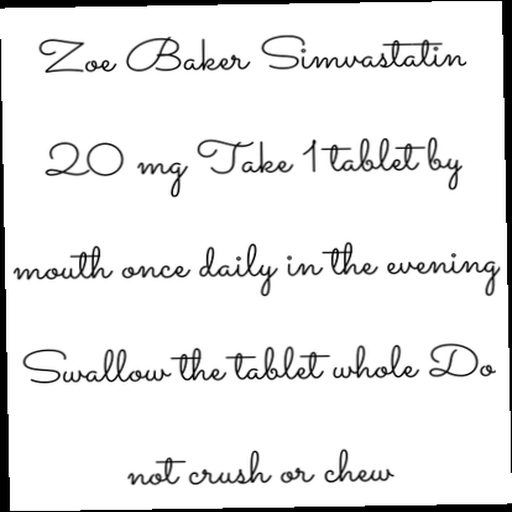 Zoe Baker Simvastatin
20 mg Take 1 tablet by
mouth once daily in the evening
Swallow the tablet whole Do
not crush or chew